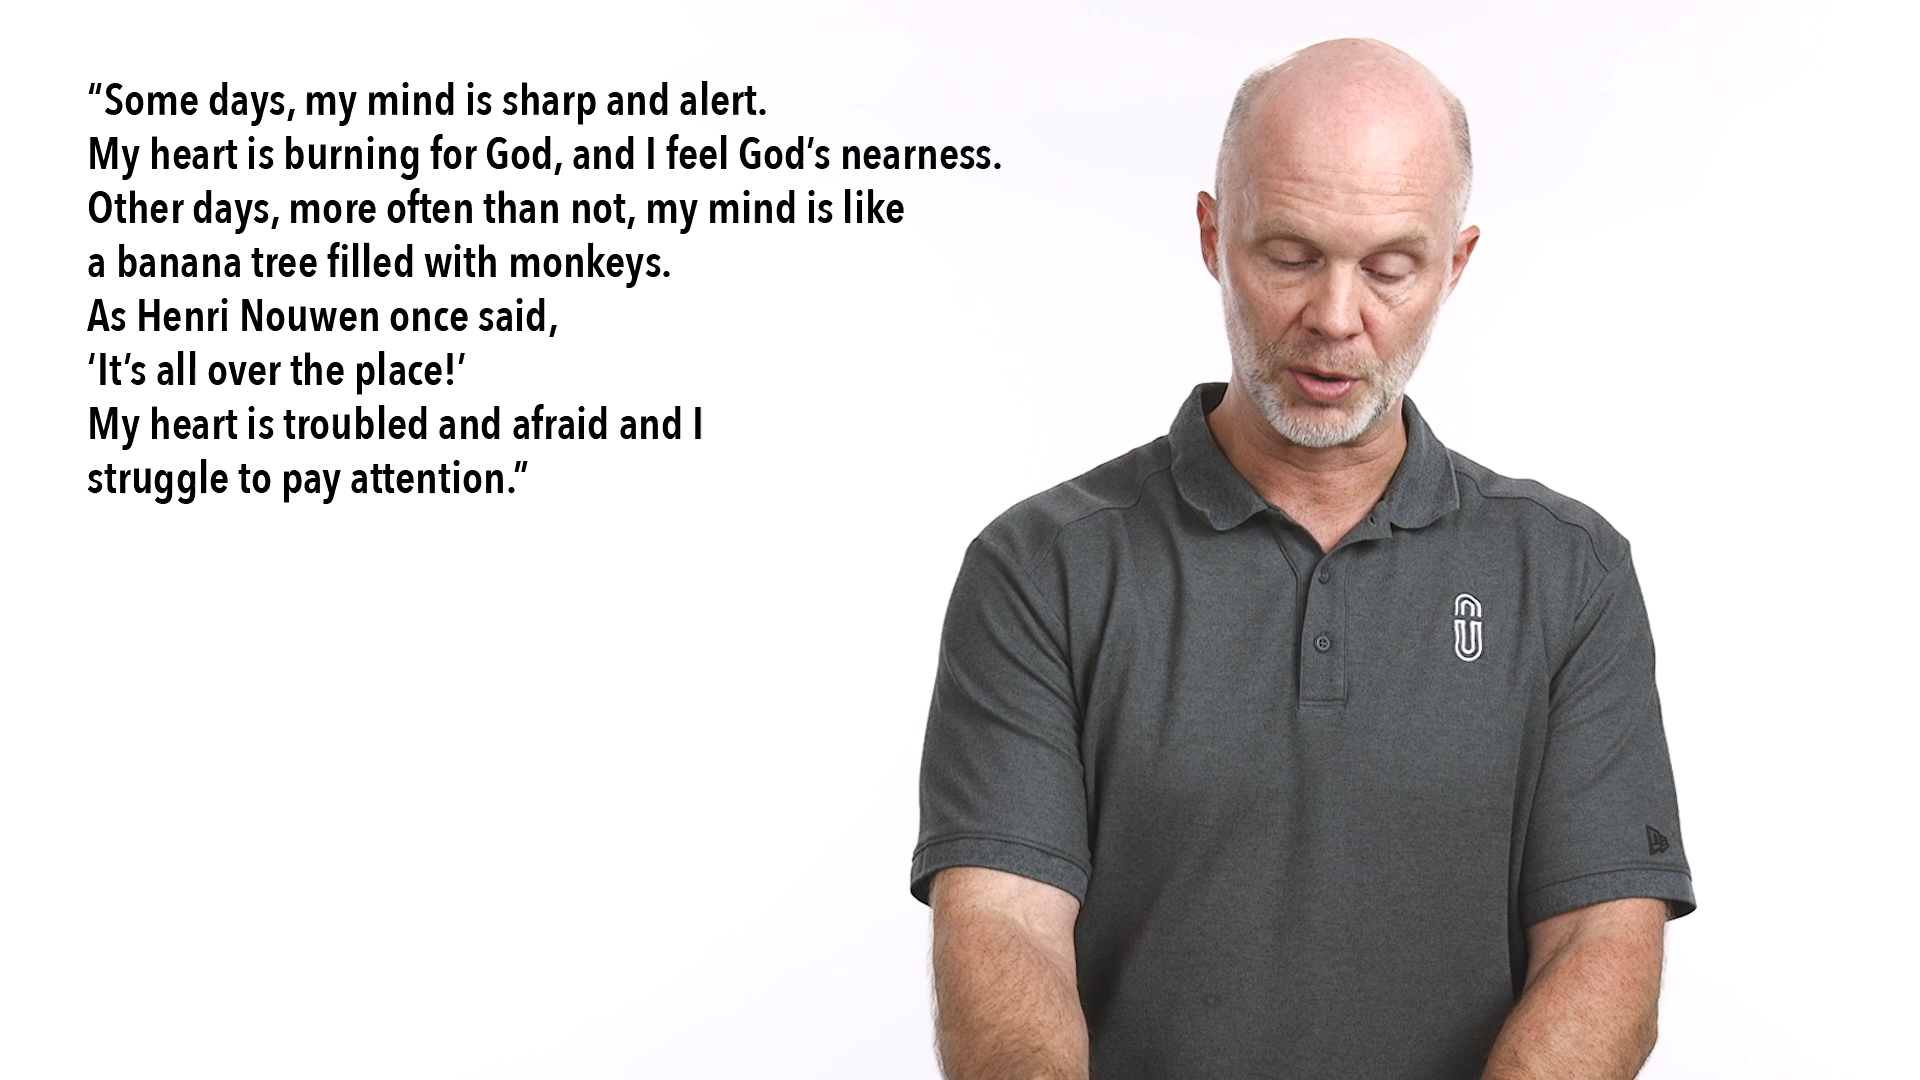 “Some days, my mind is sharp and alert.
My heart is burning for God, and I feel God’s nearness.
Other days, more often than not, my mind is like
a banana tree filled with monkeys.
As Henri Nouwen once said,
‘It’s all over the place!’
My heart is troubled and afraid and I
struggle to pay attention.”